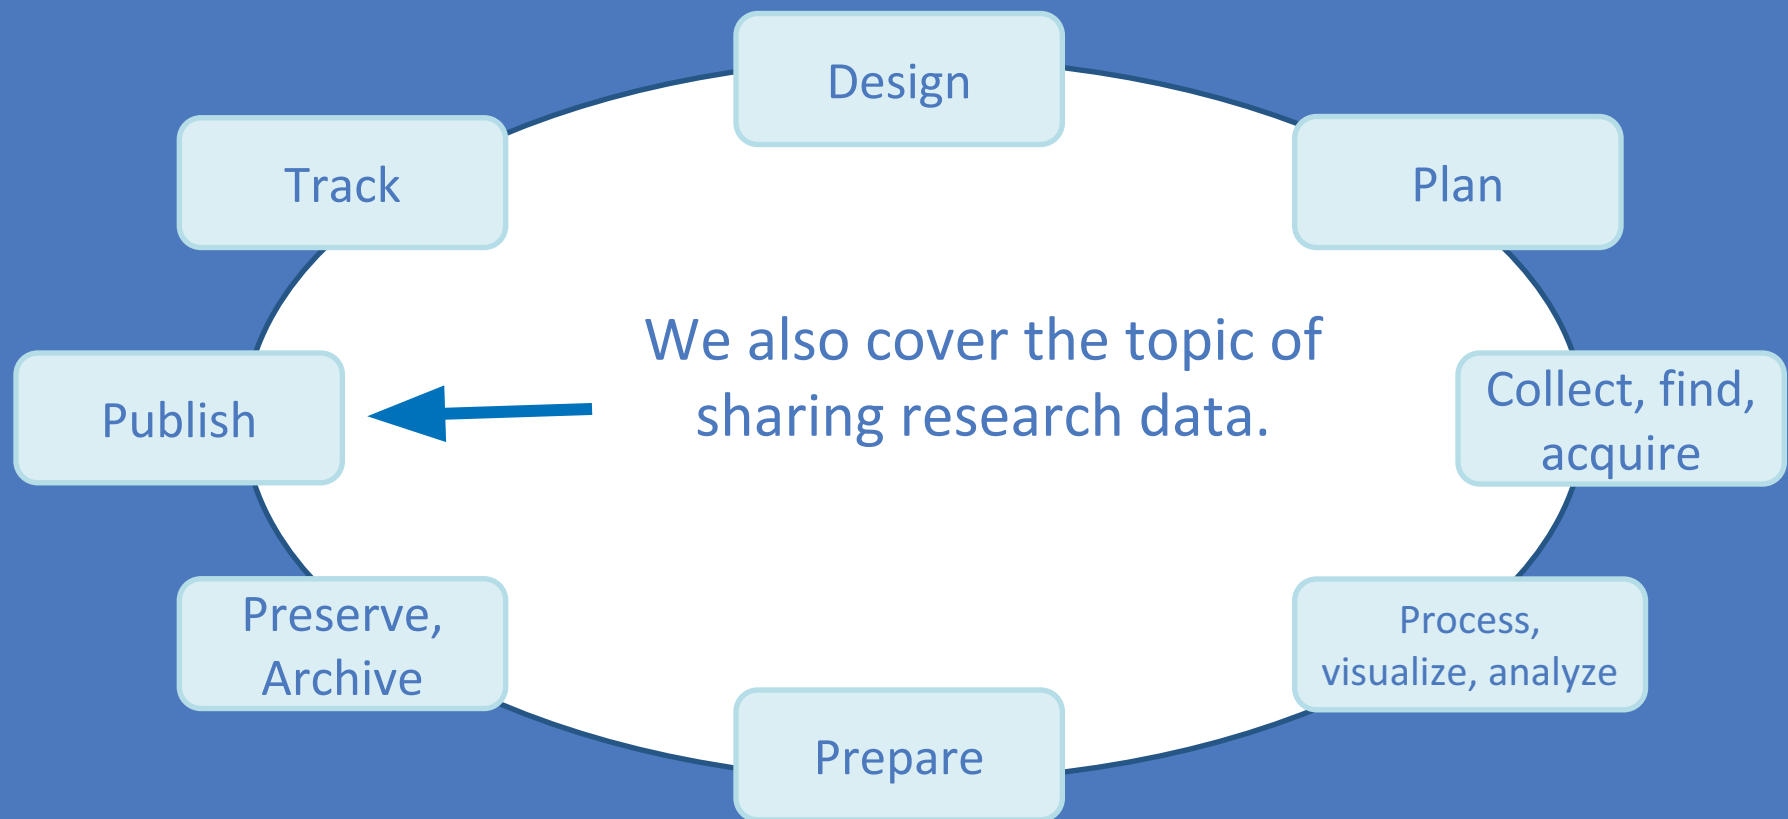 Design
Track
Plan
We also cover the topic of
sharing research data.
Publish
Collect, find,
acquire
Preserve,
Archive
Process,
visualize, analyze
Prepare